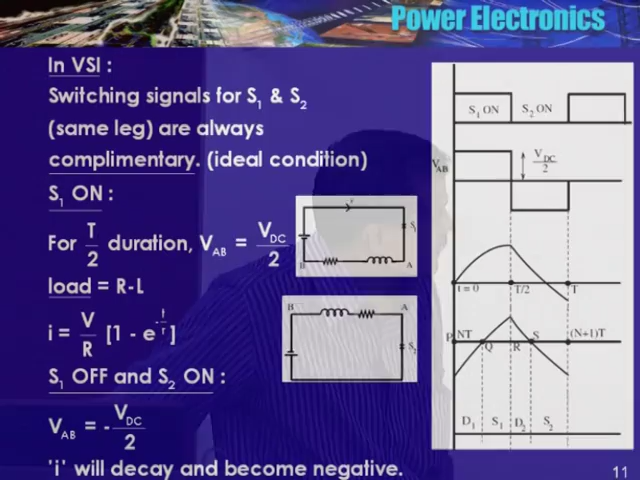 Power Electronics
In VSI :
Switching signals for S1 & S2
(same leg) are always
complimentary. (ideal condition)
S1 ON :
For T/2 duration, VAB = VDC/2
load = R-L
i = V/R [1 - e^-t/τ]
S1 OFF and S2 ON :
VAB = - VDC/2
'i' will decay and become negative.
i
S1
B A
B A
S2
S1 ON S2 ON
VAB
VDC/2
t = 0 T/2 T
P NT Q R S (N+1)T
D1 S1 D2 S2
11